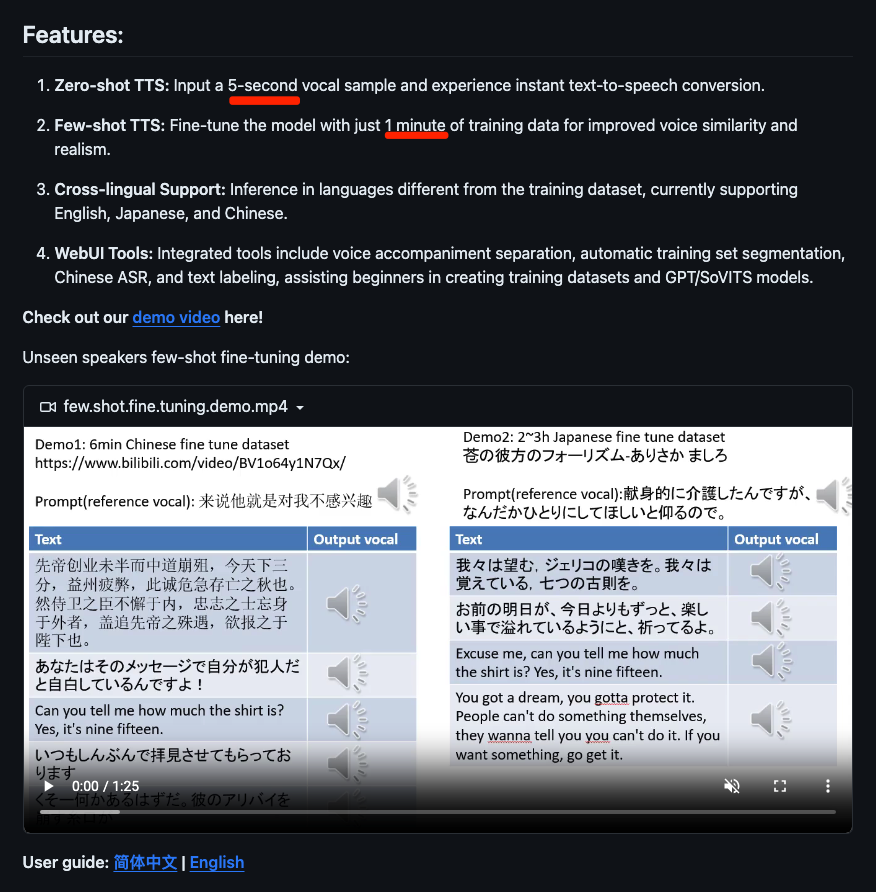 Features:
1. Zero-shot TTS: Input a 5-second vocal sample and experience instant text-to-speech conversion.
2. Few-shot TTS: Fine-tune the model with just 1 minute of training data for improved voice similarity and
realism.
3. Cross-lingual Support: Inference in languages different from the training dataset, currently supporting
English, Japanese, and Chinese.
4. WebUI Tools: Integrated tools include voice accompaniment separation, automatic training set segmentation,
Chinese ASR, and text labeling, assisting beginners in creating training datasets and GPT/SoVITS models.
Check out our demo video here!
Unseen speakers few-shot fine-tuning demo:
few.shot.fine.tuning.demo.mp4
Demo1: 6min Chinese fine tune dataset
https://www.bilibili.com/video/BV1o64y1N7Qx/
Prompt(reference vocal): 来说他就是对我不感兴趣
Text Output vocal
先帝创业未半而中道崩殂，今天下三
分，益州疲弊，此诚危急存亡之秋也。
然侍卫之臣不懈于内，忠志之士忘身
于外者，盖追先帝之殊遇，欲报之于
陛下也。
あなたはそのメッセージで自分が犯人だ
と自白しているんですよ！
Can you tell me how much the shirt is?
Yes, it's nine fifteen.
いつもしんぶんで拝見させてもらってお
ります
くそ一何かあるはずだ。彼のアリバイを
Demo2: 2~3h Japanese fine tune dataset
蒼の彼方のフォーリズム-ありさか ましろ
Prompt(reference vocal):献身的に介護したんですが、
なんだかひとりにしてほしいと仰るので。
Text Output vocal
我々は望む，ジェリコの嘆きを。我々は
覚えている，七つの古則を。
お前の明日が、今日よりもずっと、楽し
い事で溢れているようにと、祈ってるよ。
Excuse me, can you tell me how much
the shirt is? Yes, it's nine fifteen.
You got a dream, you gotta protect it.
People can't do something themselves,
they wanna tell you you can't do it. If you
want something, go get it.
0:00 / 1:25
User guide: 简体中文 | English